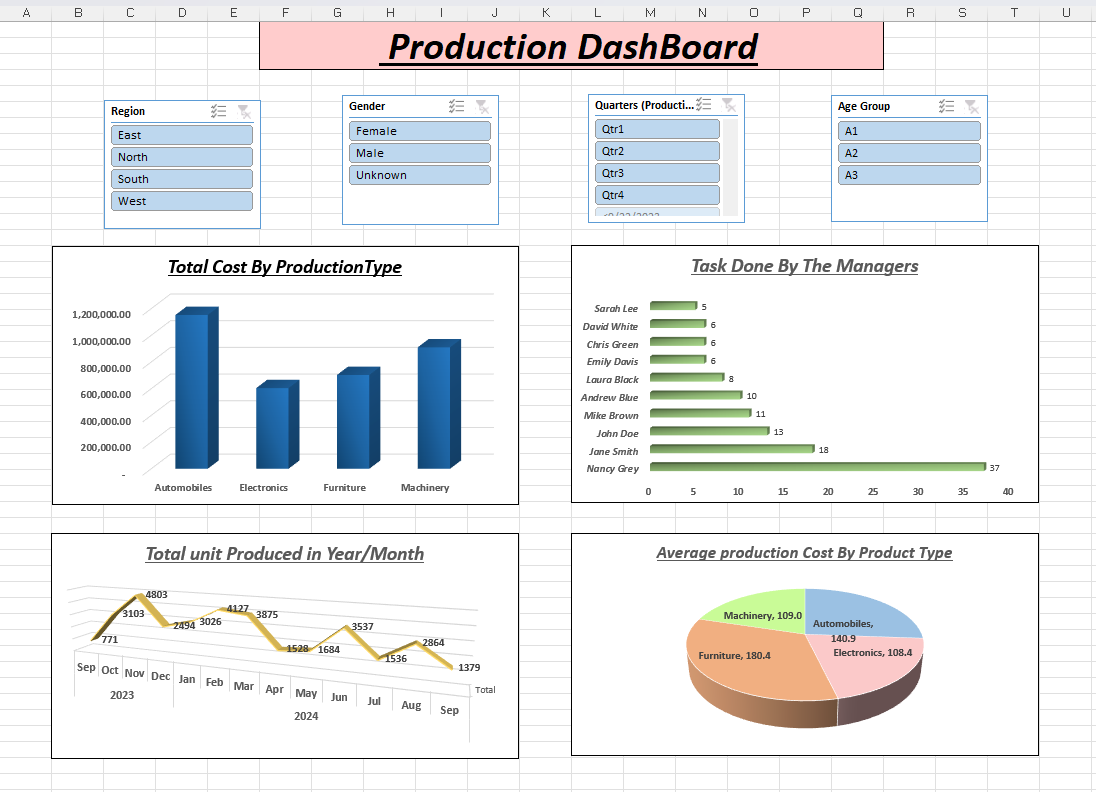 A B C D E F G H I J K L M N O P Q R S T U
Production DashBoard
Region
East
North
South
West
Gender
Female
Male
Unknown
Quarters (Producti...
Qtr1
Qtr2
Qtr3
Qtr4
Age Group
A1
A2
A3
Total Cost By ProductionType
1,200,000.00
1,000,000.00
800,000.00
600,000.00
400,000.00
200,000.00
-
Automobiles Electronics Furniture Machinery
Task Done By The Managers
Sarah Lee 5
David White 6
Chris Green 6
Emily Davis 6
Laura Black 8
Andrew Blue 10
Mike Brown 11
John Doe 13
Jane Smith 18
Nancy Grey 37
0 5 10 15 20 25 30 35 40
Total unit Produced in Year/Month
771 3103 4803 2494 3026 4127 3875 1528 1684 3537 1536 2864 1379
Sep Oct Nov Dec Jan Feb Mar Apr May Jun Jul Aug Sep
2023 2024
Total
Average production Cost By Product Type
Machinery, 109.0
Automobiles,
140.9
Furniture, 180.4
Electronics, 108.4